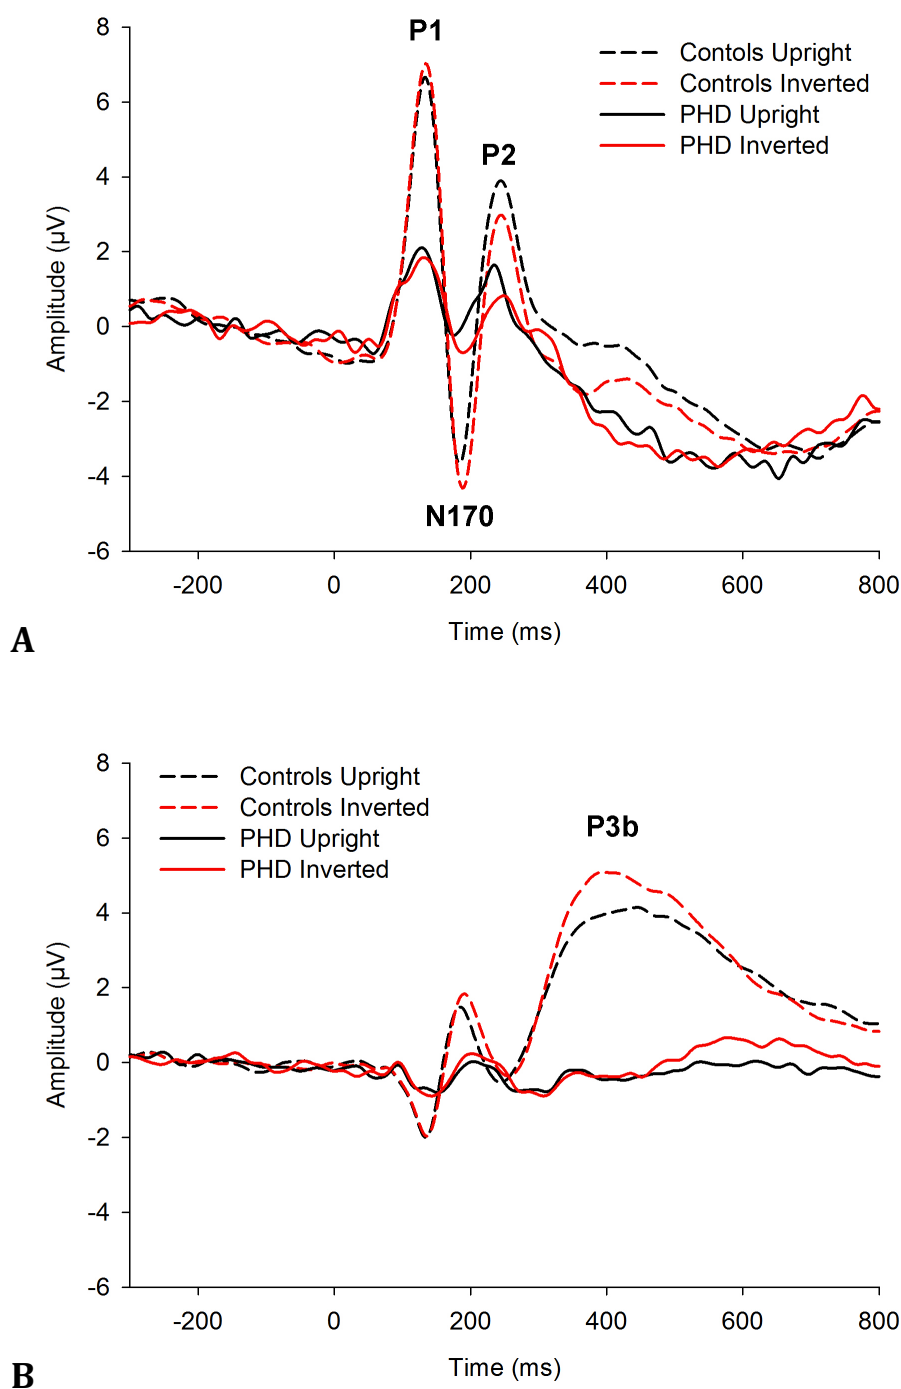 P1
P2
N170
Contols Upright
Controls Inverted
PHD Upright
PHD Inverted
Amplitude (µV)
8
6
4
2
0
-2
-4
-6
-200 0 200 400 600 800
Time (ms)
A
Controls Upright
Controls Inverted
PHD Upright
PHD Inverted
P3b
Amplitude (µV)
8
6
4
2
0
-2
-4
-6
-200 0 200 400 600 800
Time (ms)
B